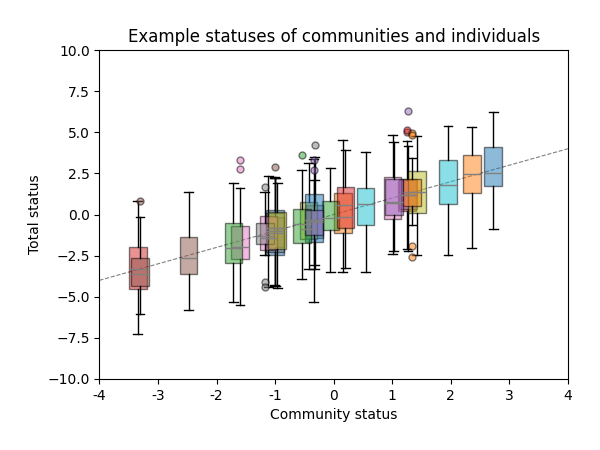 Example statuses of communities and individuals
10.0
7.5
5.0
2.5
0.0
−2.5
−5.0
−7.5
−10.0
Total status
-4 -3 -2 -1 0 1 2 3 4
Community status